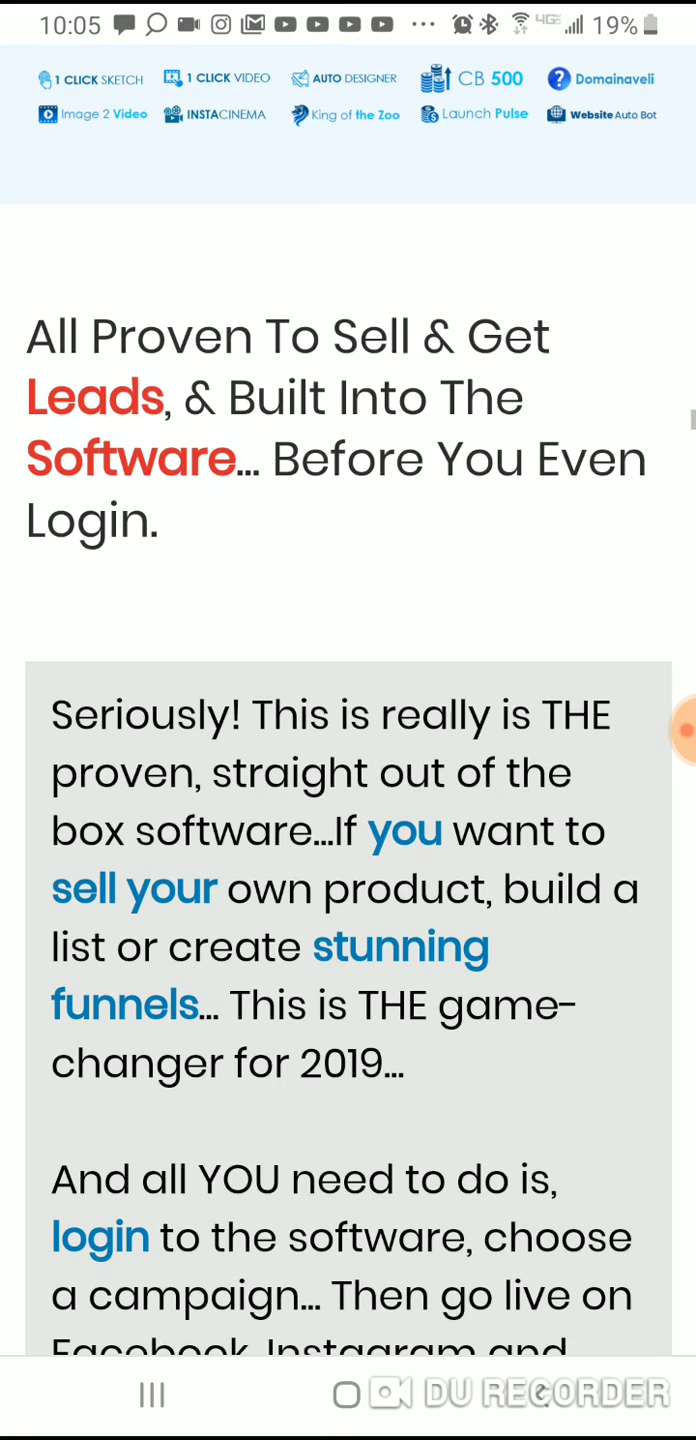 10:05 4GE 19%
1 CLICK SKETCH 1 CLICK VIDEO AUTO DESIGNER CB 500 Domainaveli
Image 2 Video INSTACINEMA King of the Zoo Launch Pulse Website Auto Bot
All Proven To Sell & Get
Leads, & Built Into The
Software... Before You Even
Login.
Seriously! This is really is THE
proven, straight out of the
box software...If you want to
sell your own product, build a
list or create stunning
funnels... This is THE game-
changer for 2019...
And all YOU need to do is,
login to the software, choose
a campaign... Then go live on
Facebook, Instagram and
DU RECORDER